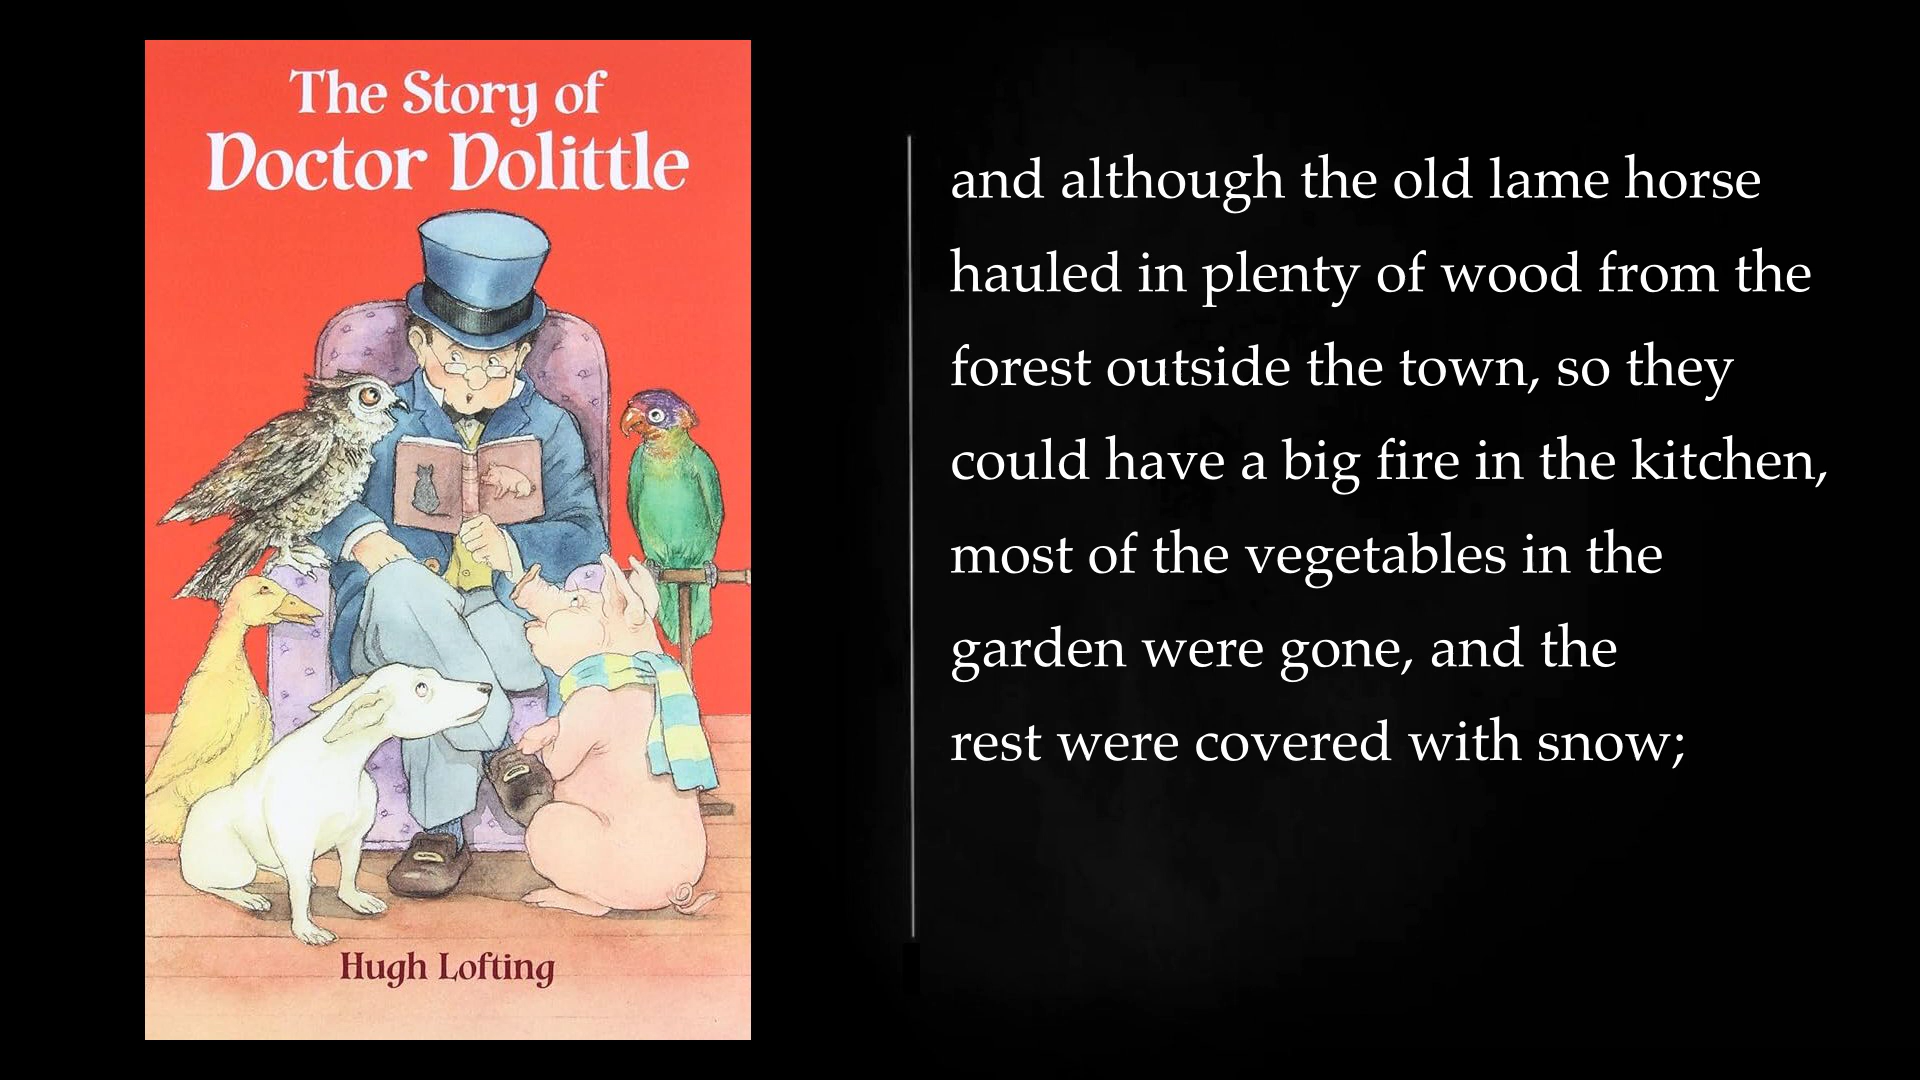 The Story of
Doctor Dolittle
Hugh Lofting
and although the old lame horse
hauled in plenty of wood from the
forest outside the town, so they
could have a big fire in the kitchen,
most of the vegetables in the
garden were gone, and the
rest were covered with snow;